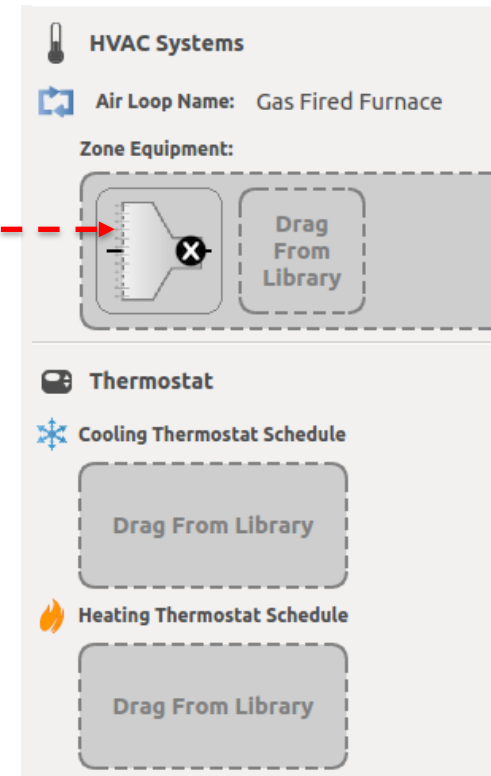 HVAC Systems
Air Loop Name: Gas Fired Furnace
Zone Equipment:
Drag
From
Library
Thermostat
Cooling Thermostat Schedule
Drag From Library
Heating Thermostat Schedule
Drag From Library